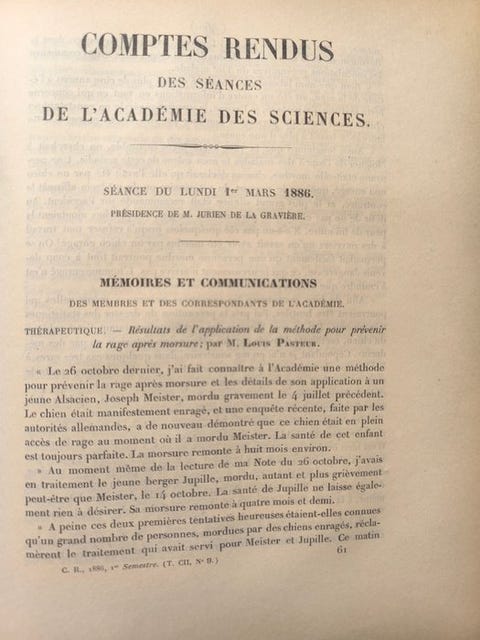 COMPTES RENDUS
DES SÉANCES
DE L'ACADÉMIE DES SCIENCES.
SÉANCE DU LUNDI 1er MARS 1886.
PRÉSIDENCE DE M. JURIEN DE LA GRAVIÈRE.
MÉMOIRES ET COMMUNICATIONS
DES MEMBRES ET DES CORRESPONDANTS DE L'ACADÉMIE.
THÉRAPEUTIQUE. — Résultats de l'application de la méthode pour prévenir
la rage après morsure; par M. LOUIS PASTEUR.
« Le 26 octobre dernier, j'ai fait connaître à l'Académie une méthode
pour prévenir la rage après morsure et les détails de son application à un
jeune Alsacien, Joseph Meister, mordu gravement le 4 juillet précédent.
Le chien était manifestement enragé, et une enquête récente, faite par les
autorités allemandes, a de nouveau démontré que ce chien était en plein
accès de rage au moment où il a mordu Meister. La santé de cet enfant
est toujours parfaite. La morsure remonte à huit mois environ.
» Au moment même de la lecture de ma Note du 26 octobre, j'avais
en traitement le jeune berger Jupille, mordu, autant et plus grièvement
peut-être que Meister, le 14 octobre. La santé de Jupille ne laisse égale-
ment rien à désirer. Sa morsure remonte à quatre mois et demi.
» A peine ces deux premières tentatives heureuses étaient-elles connues
qu'un grand nombre de personnes, mordues par des chiens enragés, récla-
mèrent le traitement qui avait servi pour Meister et Jupille. Ce matin
C. R., 1886, 1er Semestre. (T. CII, N° 9.)
61